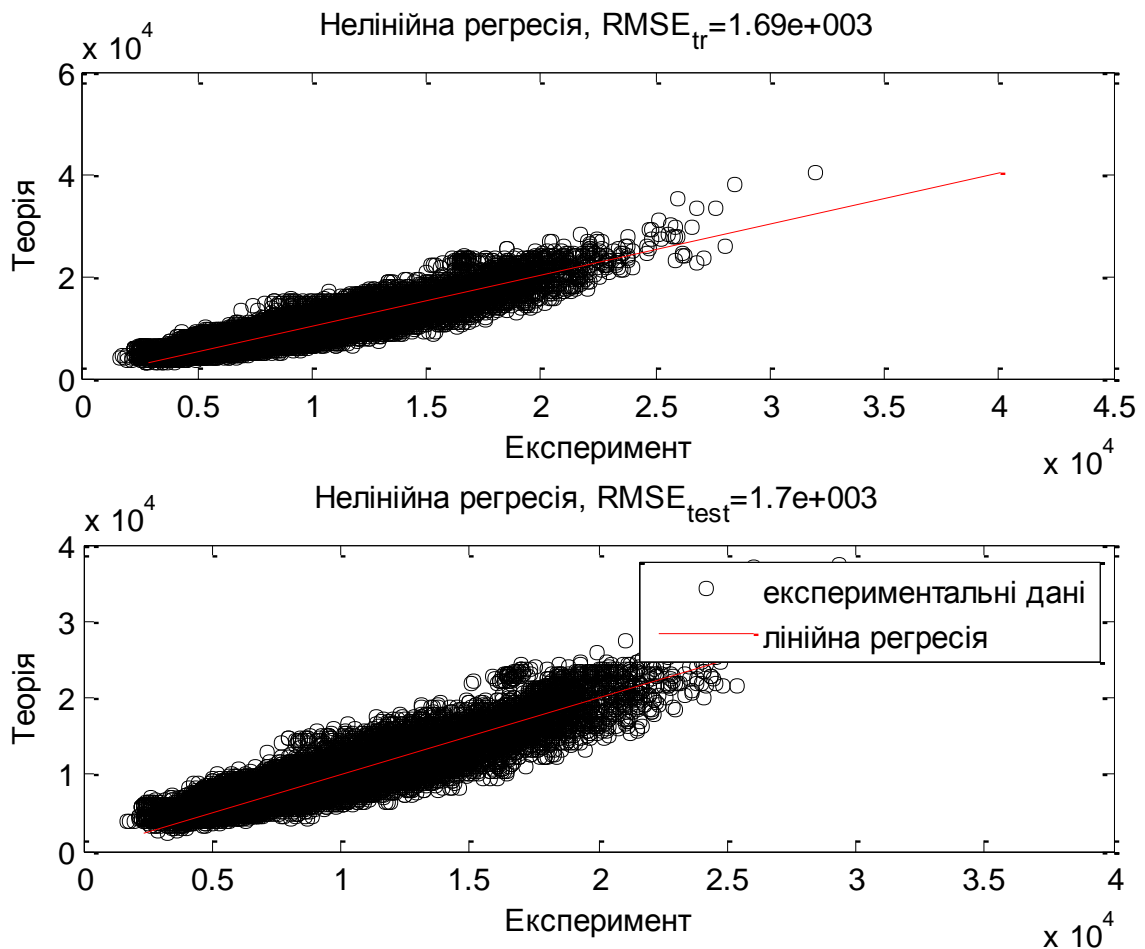 Нелінійна регресія, RMSE_tr=1.69e+003
x 10^4
6
4
2
0
Теорія
0 0.5 1 1.5 2 2.5 3 3.5 4 4.5
Експеримент
x 10^4
Нелінійна регресія, RMSE_test=1.7e+003
x 10^4
4
3
2
1
0
Теорія
експериментальні дані
лінійна регресія
0 0.5 1 1.5 2 2.5 3 3.5 4
Експеримент
x 10^4